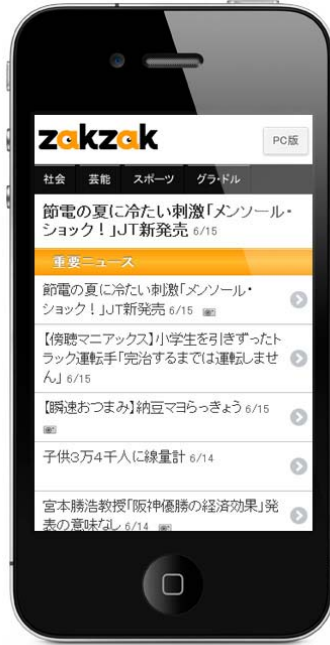 zakzak
PC版
社会 芸能 スポーツ グラ・ドル
節電の夏に冷たい刺激「メンソール・
ショック！」JT新発売 6/15
重要ニュース
節電の夏に冷たい刺激「メンソール・
ショック！」JT新発売 6/15
【傍聴マニアックス】小学生を引きずったト
ラック運転手「完治するまでは運転しませ
ん」 6/15
【瞬速おつまみ】納豆マヨらっきょう 6/15
子供3万4千人に線量計 6/14
宮本勝浩教授「阪神優勝の経済効果」発
表の意味なし 6/14